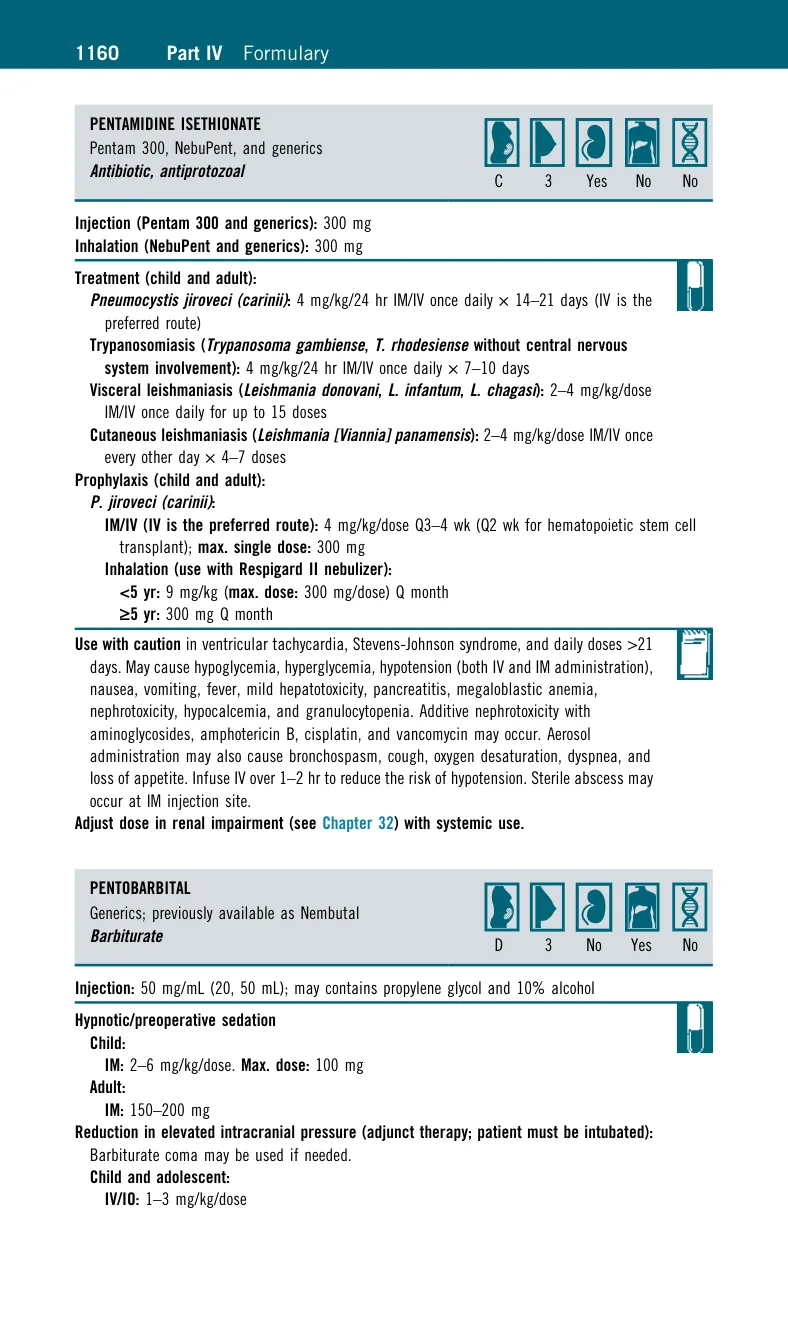 1160 Part IV Formulary
PENTAMIDINE ISETHIONATE
Pentam 300, NebuPent, and generics
Antibiotic, antiprotozoal
C 3 Yes No No
Injection (Pentam 300 and generics): 300 mg
Inhalation (NebuPent and generics): 300 mg
Treatment (child and adult):
Pneumocystis jiroveci (carinii): 4 mg/kg/24 hr IM/IV once daily × 14–21 days (IV is the
preferred route)
Trypanosomiasis (Trypanosoma gambiense, T. rhodesiense without central nervous
system involvement): 4 mg/kg/24 hr IM/IV once daily × 7–10 days
Visceral leishmaniasis (Leishmania donovani, L. infantum, L. chagasi): 2–4 mg/kg/dose
IM/IV once daily for up to 15 doses
Cutaneous leishmaniasis (Leishmania [Viannia] panamensis): 2–4 mg/kg/dose IM/IV once
every other day × 4–7 doses
Prophylaxis (child and adult):
P. jiroveci (carinii):
IM/IV (IV is the preferred route): 4 mg/kg/dose Q3–4 wk (Q2 wk for hematopoietic stem cell
transplant); max. single dose: 300 mg
Inhalation (use with Respigard II nebulizer):
<5 yr: 9 mg/kg (max. dose: 300 mg/dose) Q month
≥5 yr: 300 mg Q month
Use with caution in ventricular tachycardia, Stevens-Johnson syndrome, and daily doses >21
days. May cause hypoglycemia, hyperglycemia, hypotension (both IV and IM administration),
nausea, vomiting, fever, mild hepatotoxicity, pancreatitis, megaloblastic anemia,
nephrotoxicity, hypocalcemia, and granulocytopenia. Additive nephrotoxicity with
aminoglycosides, amphotericin B, cisplatin, and vancomycin may occur. Aerosol
administration may also cause bronchospasm, cough, oxygen desaturation, dyspnea, and
loss of appetite. Infuse IV over 1–2 hr to reduce the risk of hypotension. Sterile abscess may
occur at IM injection site.
Adjust dose in renal impairment (see Chapter 32) with systemic use.
PENTOBARBITAL
Generics; previously available as Nembutal
Barbiturate
D 3 No Yes No
Injection: 50 mg/mL (20, 50 mL); may contains propylene glycol and 10% alcohol
Hypnotic/preoperative sedation
Child:
IM: 2–6 mg/kg/dose. Max. dose: 100 mg
Adult:
IM: 150–200 mg
Reduction in elevated intracranial pressure (adjunct therapy; patient must be intubated):
Barbiturate coma may be used if needed.
Child and adolescent:
IV/IO: 1–3 mg/kg/dose